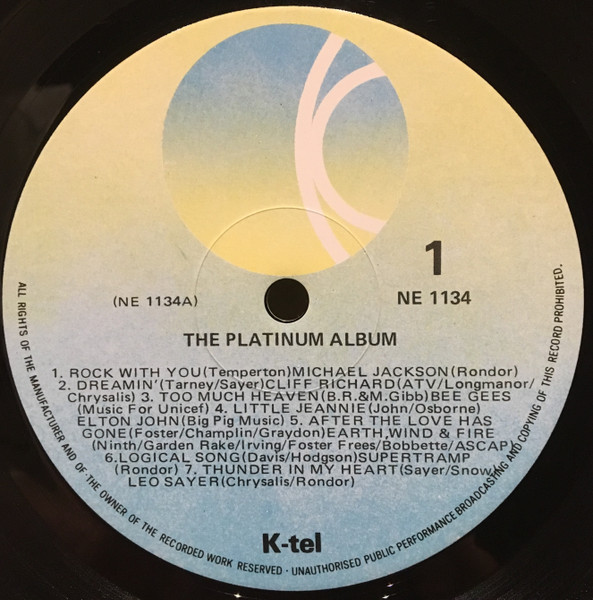 1
(NE 1134A)
NE 1134
THE PLATINUM ALBUM
1. ROCK WITH YOU(Temperton)MICHAEL JACKSON(Rondor)
2. DREAMIN'(Tarney/Sayer)CLIFF RICHARD(ATV/Longmanor/
Chrysalis) 3. TOO MUCH HEAVEN(B.R.&M.Gibb)BEE GEES
(Music For Unicef) 4. LITTLE JEANNIE(John/Osborne)
ELTON JOHN(Big Pig Music) 5. AFTER THE LOVE HAS
GONE(Foster/Champlin/Graydon)EARTH,WIND & FIRE
(Ninth/Garden Rake/Irving/Foster Frees/Bobbette/ASCAP)
6.LOGICAL SONG(Davis/Hodgson)SUPERTRAMP
(Rondor) 7. THUNDER IN MY HEART(Sayer/Snow)
LEO SAYER(Chrysalis/Rondor)
K-tel
ALL RIGHTS OF THE MANUFACTURER AND OF THE OWNER OF THE RECORDED WORK RESERVED · UNAUTHORISED PUBLIC PERFORMANCE BROADCASTING AND COPYING OF THIS RECORD PROHIBITED.